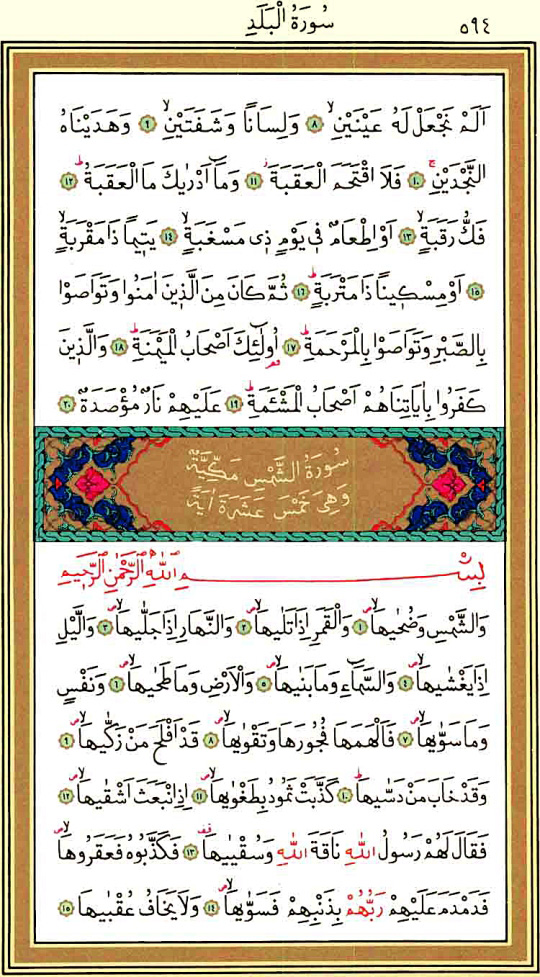 ٥٩٤
سُورَةُ الْبَلَدِ
اَلَمْ نَجْعَلْ لَهُ عَيْنَيْنِۙ ٨ وَلِسَانًا وَشَفَتَيْنِۙ ٩ وَهَدَيْنَاهُ
النَّجْدَيْنِۚ ١٠ فَلَا اقْتَحَمَ الْعَقَبَةَۘ ١١ وَمَٓا اَدْرٰيكَ مَا الْعَقَبَةُۜ ١٢
فَكُّ رَقَبَةٍۙ ١٣ اَوْ اِطْعَامٌ ف۪ي يَوْمٍ ذ۪ي مَسْغَبَةٍۙ ١٤ يَت۪يمًا ذَا مَقْرَبَةٍۙ
١٥ اَوْ مِسْك۪ينًا ذَا مَتْرَبَةٍۜ ١٦ ثُمَّ كَانَ مِنَ الَّذ۪ينَ اٰمَنُوا وَتَوَاصَوْا
بِالصَّبْرِ وَتَوَاصَوْا بِالْمَرْحَمَةِۜ ١٧ اُو۬لٰٓئِكَ اَصْحَابُ الْمَيْمَنَةِۜ ١٨ وَالَّذ۪ينَ
كَفَرُوا بِاٰيَاتِنَا هُمْ اَصْحَابُ الْمَشْـَٔمَةِۜ ١٩ عَلَيْهِمْ نَارٌ مُؤْصَدَةٌ ٢٠
سُورَةُ الشَّمْسِ مَكِّيَّةٌ
وَهِيَ خَمْسَ عَشَرَةَ اٰيَةً
بِسْمِ اللّٰهِ الرَّحْمٰنِ الرَّح۪يمِ
وَالشَّمْسِ وَضُحٰيهَاۙ ١ وَالْقَمَرِ اِذَا تَلٰيهَاۙ ٢ وَالنَّهَارِ اِذَا جَلّٰيهَاۙ ٣ وَالَّيْلِ
اِذَا يَغْشٰيهَاۙ ٤ وَالسَّمَٓاءِ وَمَا بَنٰيهَاۙ ٥ وَالْاَرْضِ وَمَا طَحٰيهَاۙ ٦ وَنَفْسٍ
وَمَا سَوّٰيهَاۙ ٧ فَاَلْهَمَهَا فُجُورَهَا وَتَقْوٰيهَاۙ ٨ قَدْ اَفْلَحَ مَنْ زَكّٰيهَاۙ ٩
وَقَدْ خَابَ مَنْ دَسّٰيهَاۜ ١٠ كَذَّبَتْ ثَمُودُ بِطَغْوٰيهَاۙ ١١ اِذِ انْبَعَثَ اَشْقٰيهَاۙ ١٢
فَقَالَ لَهُمْ رَسُولُ اللّٰهِ نَاقَةَ اللّٰهِ وَسُقْيٰيهَا ١٣ فَكَذَّبُوهُ فَعَقَرُوهَاۙ
فَدَمْدَمَ عَلَيْهِمْ رَبُّهُمْ بِذَنْبِهِمْ فَسَوّٰيهَاۙ ١٤ وَلَا يَخَافُ عُقْبٰيهَا ١٥